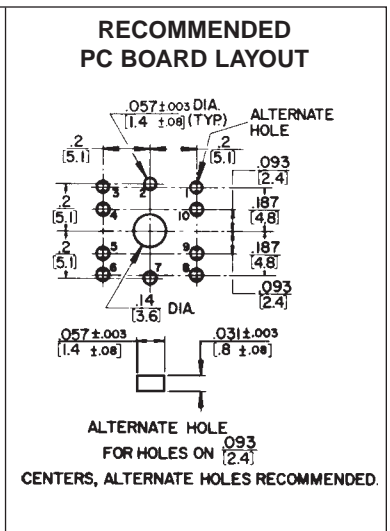 RECOMMENDED
PC BOARD LAYOUT
.057±.003 DIA.
[1.4 ±.08] (TYP.)
ALTERNATE
HOLE
.2
[5.1]
.2
[5.1]
.093
[2.4]
3 2 1
.2
[5.1]
4 10
.187
[4.8]
.2
[5.1]
5 9
.187
[4.8]
6 7 8
.093
[2.4]
.14
[3.6] DIA.
.057±.003
[1.4 ±.08]
.031±.003
[.8 ±.08]
ALTERNATE HOLE
FOR HOLES ON .093
[2.4]
CENTERS, ALTERNATE HOLES RECOMMENDED.